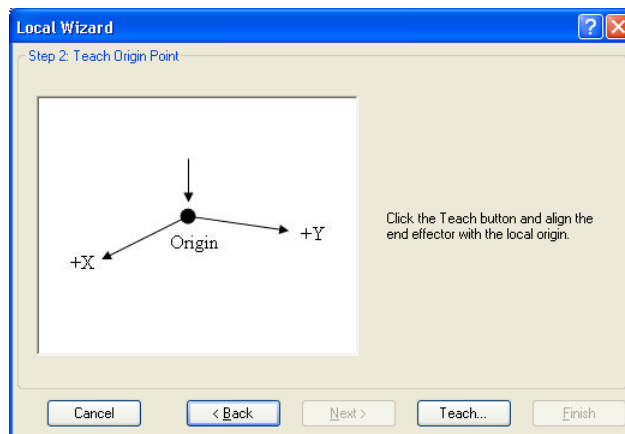 Local Wizard
Step 2: Teach Origin Point
Origin
+Y
+X
Click the Teach button and align the
end effector with the local origin.
Cancel
< Back
Next >
Teach...
Finish